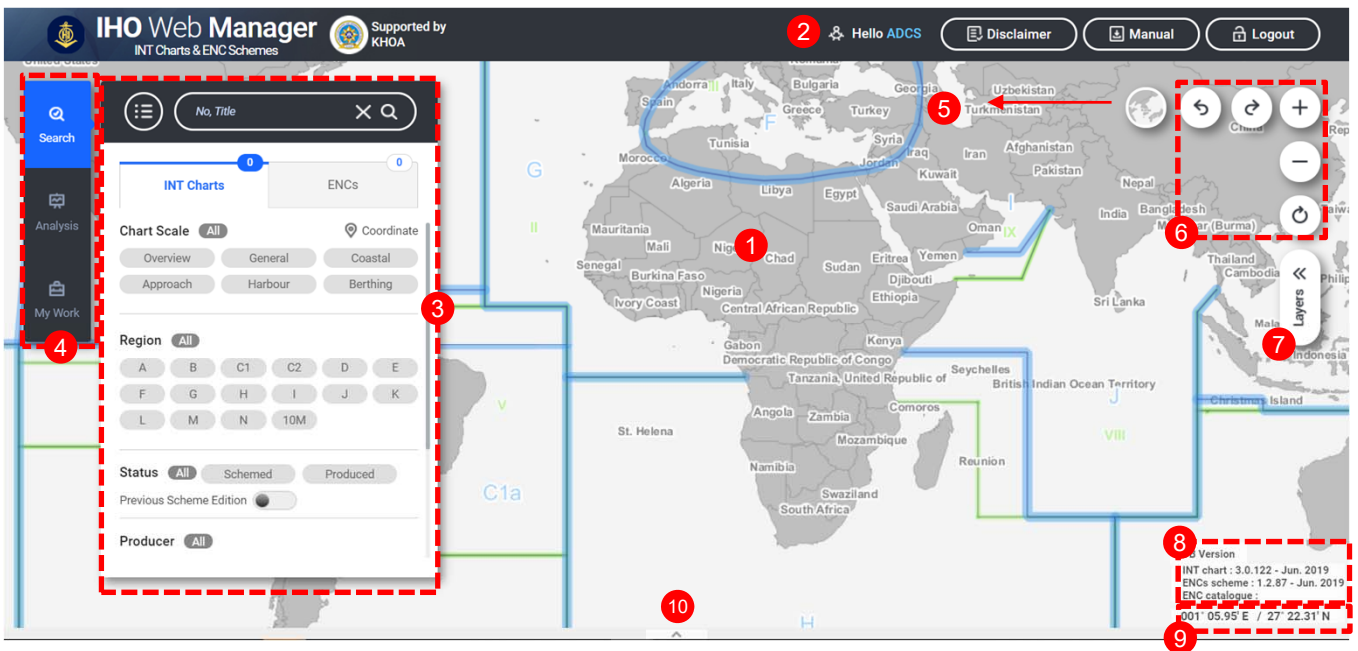 IHO Web Manager
INT Charts & ENC Schemes
Supported by
KHOA
2
Hello ADCS
Disclaimer
Manual
Logout
United States
Search
Analysis
My Work
4
No, Title
0
0
INT Charts
ENCs
Chart Scale All
Coordinate
Overview General Coastal
Approach Harbour Berthing
3
Region All
A B C1 C2 D E
F G H I J K
L M N 10M
Status All Schemed Produced
Previous Scheme Edition
Producer All
Romania
Andorra II Italy Bulgaria Georgia Uzbekistan
5
Spain F Greece Turkey Turkmenistan
China
Tunisia Syria Afghanistan
Morocco Jordan Iraq Iran
G Algeria Libya Egypt Kuwait Pakistan Nepal
Saudi Arabia I India Bangladesh
II Mauritania Oman IX
6
Mali 1 Chad Sudan Eritrea Yemen
Senegal Burkina Faso Djibouti Thailand
Nigeria Ethiopia Cambodia
Ivory Coast Central African Republic Sri Lanka
Layers
7
Gabon Kenya
Indonesia
Democratic Republic of Congo
Tanzania, United Republic of Seychelles
British Indian Ocean Territory
J
Christmas Island
V Angola Zambia Comoros
St. Helena Mozambique VIII
Namibia Reunion
C1a Swaziland
South Africa
8
Version
INT chart : 3.0.122 - Jun. 2019
ENCs scheme : 1.2.87 - Jun. 2019
ENC catalogue :
001° 05.95' E / 27° 22.31' N
9
10
H